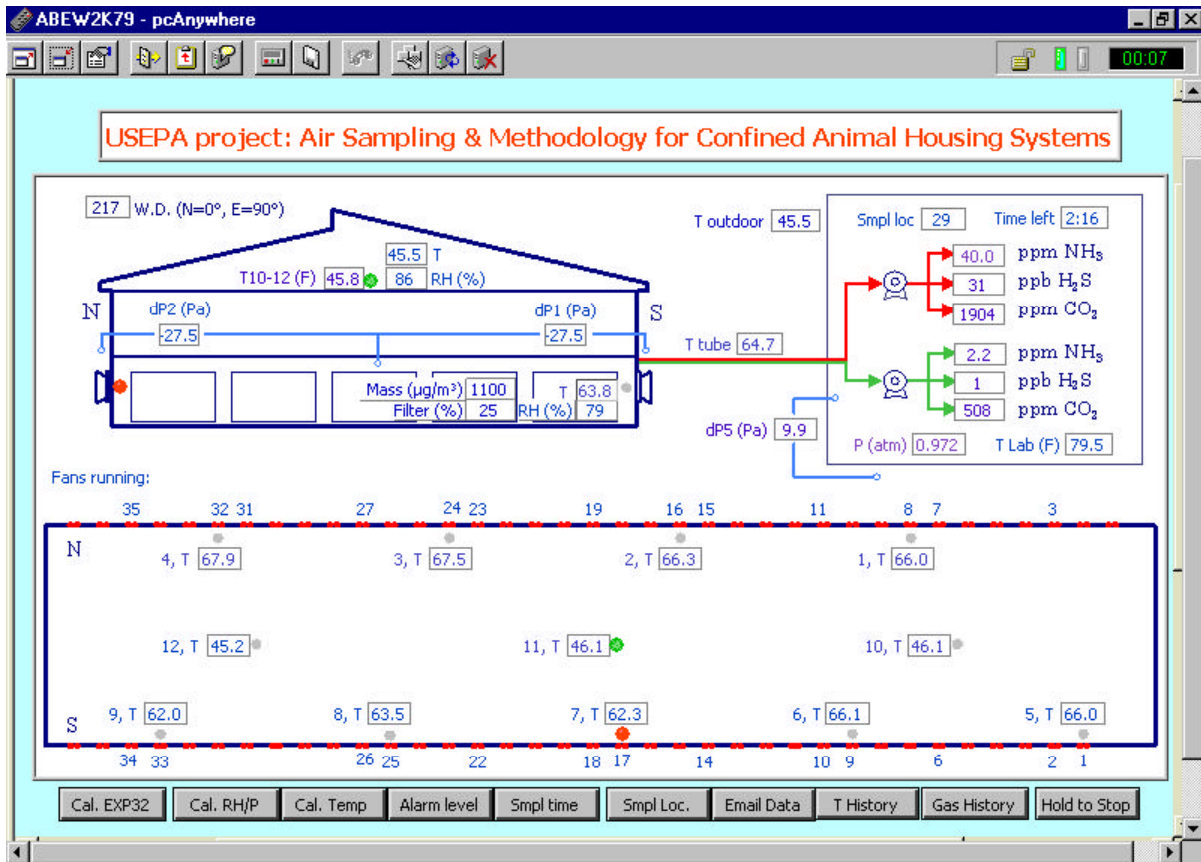 ABEW2K79 - pcAnywhere
00:07
USEPA project: Air Sampling & Methodology for Confined Animal Housing Systems
217 W.D. (N=0°, E=90°)
T outdoor 45.5
Smpl loc 29 Time left 2:16
45.5 T
T10-12 (F) 45.8 86 RH (%)
40.0 ppm NH₃
31 ppb H₂S
1904 ppm CO₂
N dP2 (Pa) dP1 (Pa) S
-27.5 -27.5
T tube 64.7
2.2 ppm NH₃
1 ppb H₂S
508 ppm CO₂
Mass (µg/m³) 1100 T 63.8
Filter (%) 25 RH (%) 79
dP5 (Pa) 9.9
P (atm) 0.972 T Lab (F) 79.5
Fans running:
35 32 31 27 24 23 19 16 15 11 8 7 3
N
4, T 67.9 3, T 67.5 2, T 66.3 1, T 66.0
12, T 45.2 11, T 46.1 10, T 46.1
9, T 62.0 8, T 63.5 7, T 62.3 6, T 66.1 5, T 66.0
S
34 33 26 25 22 18 17 14 10 9 6 2 1
Cal. EXP32 Cal. RH/P Cal. Temp Alarm level Smpl time Smpl Loc. Email Data T History Gas History Hold to Stop